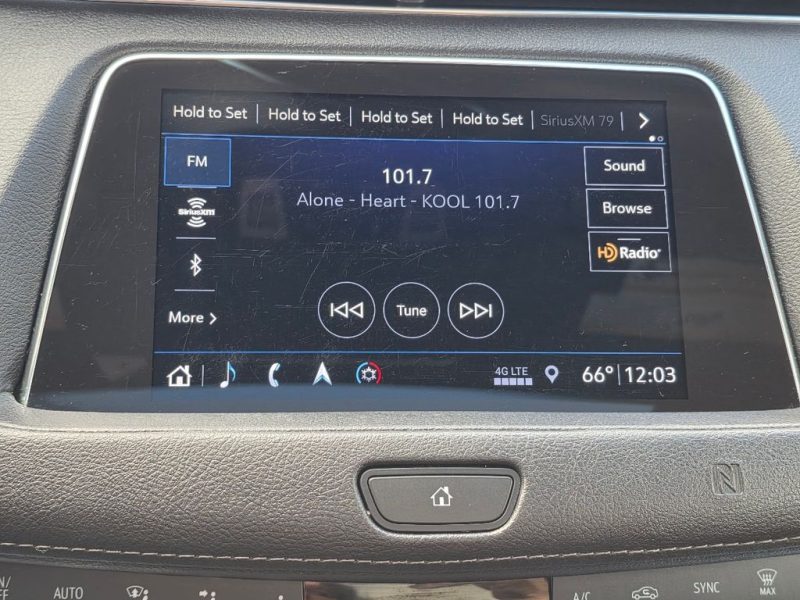 Hold to Set Hold to Set Hold to Set Hold to Set SiriusXM 79
FM
101.7
Alone - Heart - KOOL 101.7
Sound
SiriusXM
Browse
HD Radio
More
Tune
4G LTE
66° 12:03
AUTO
A/C
SYNC
MAX